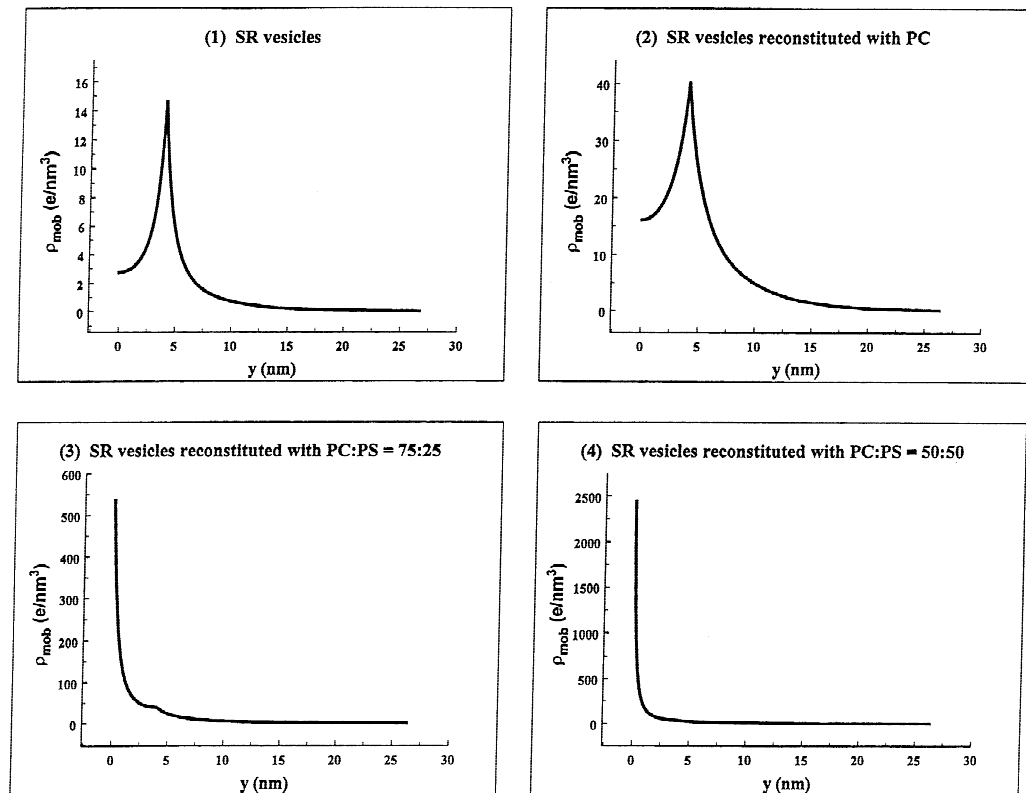 (1) SR vesicles
16
14
12
10
8
6
4
2
0
ρmob (e/nm³)
0 5 10 15 20 25 30
y (nm)
(2) SR vesicles reconstituted with PC
40
30
20
10
0
ρmob (e/nm³)
0 5 10 15 20 25 30
y (nm)
(3) SR vesicles reconstituted with PC:PS = 75:25
600
500
400
300
200
100
0
ρmob (e/nm³)
0 5 10 15 20 25 30
y (nm)
(4) SR vesicles reconstituted with PC:PS = 50:50
2500
2000
1750
1000
500
0
ρmob (e/nm³)
0 5 10 15 20 25 30
y (nm)